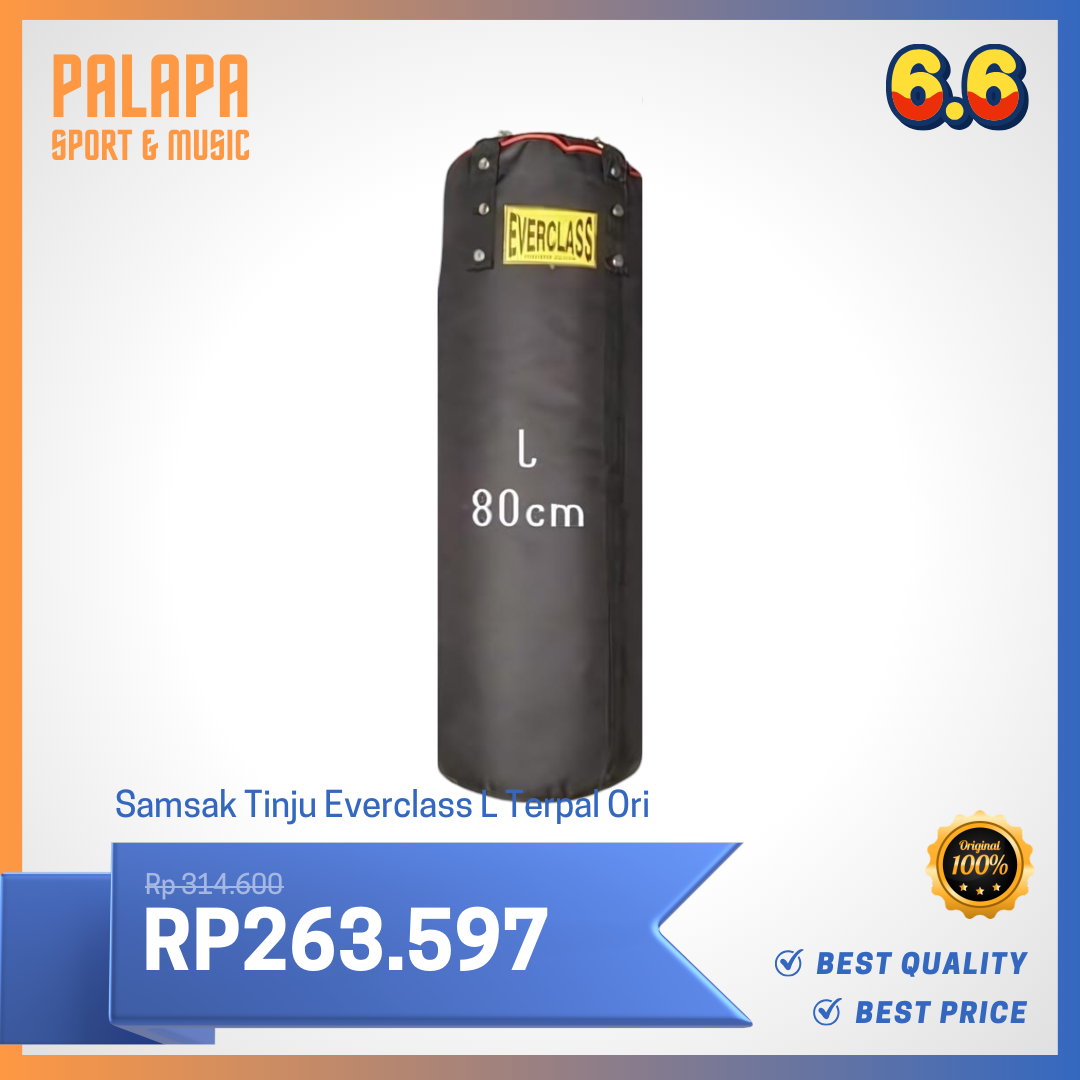 PALAPA
SPORT & MUSIC
6.6
EVERCLASS
L
80cm
Samsak Tinju Everclass L Terpal Ori
Rp 314.600
RP263.597
Original
100%
BEST QUALITY
BEST PRICE